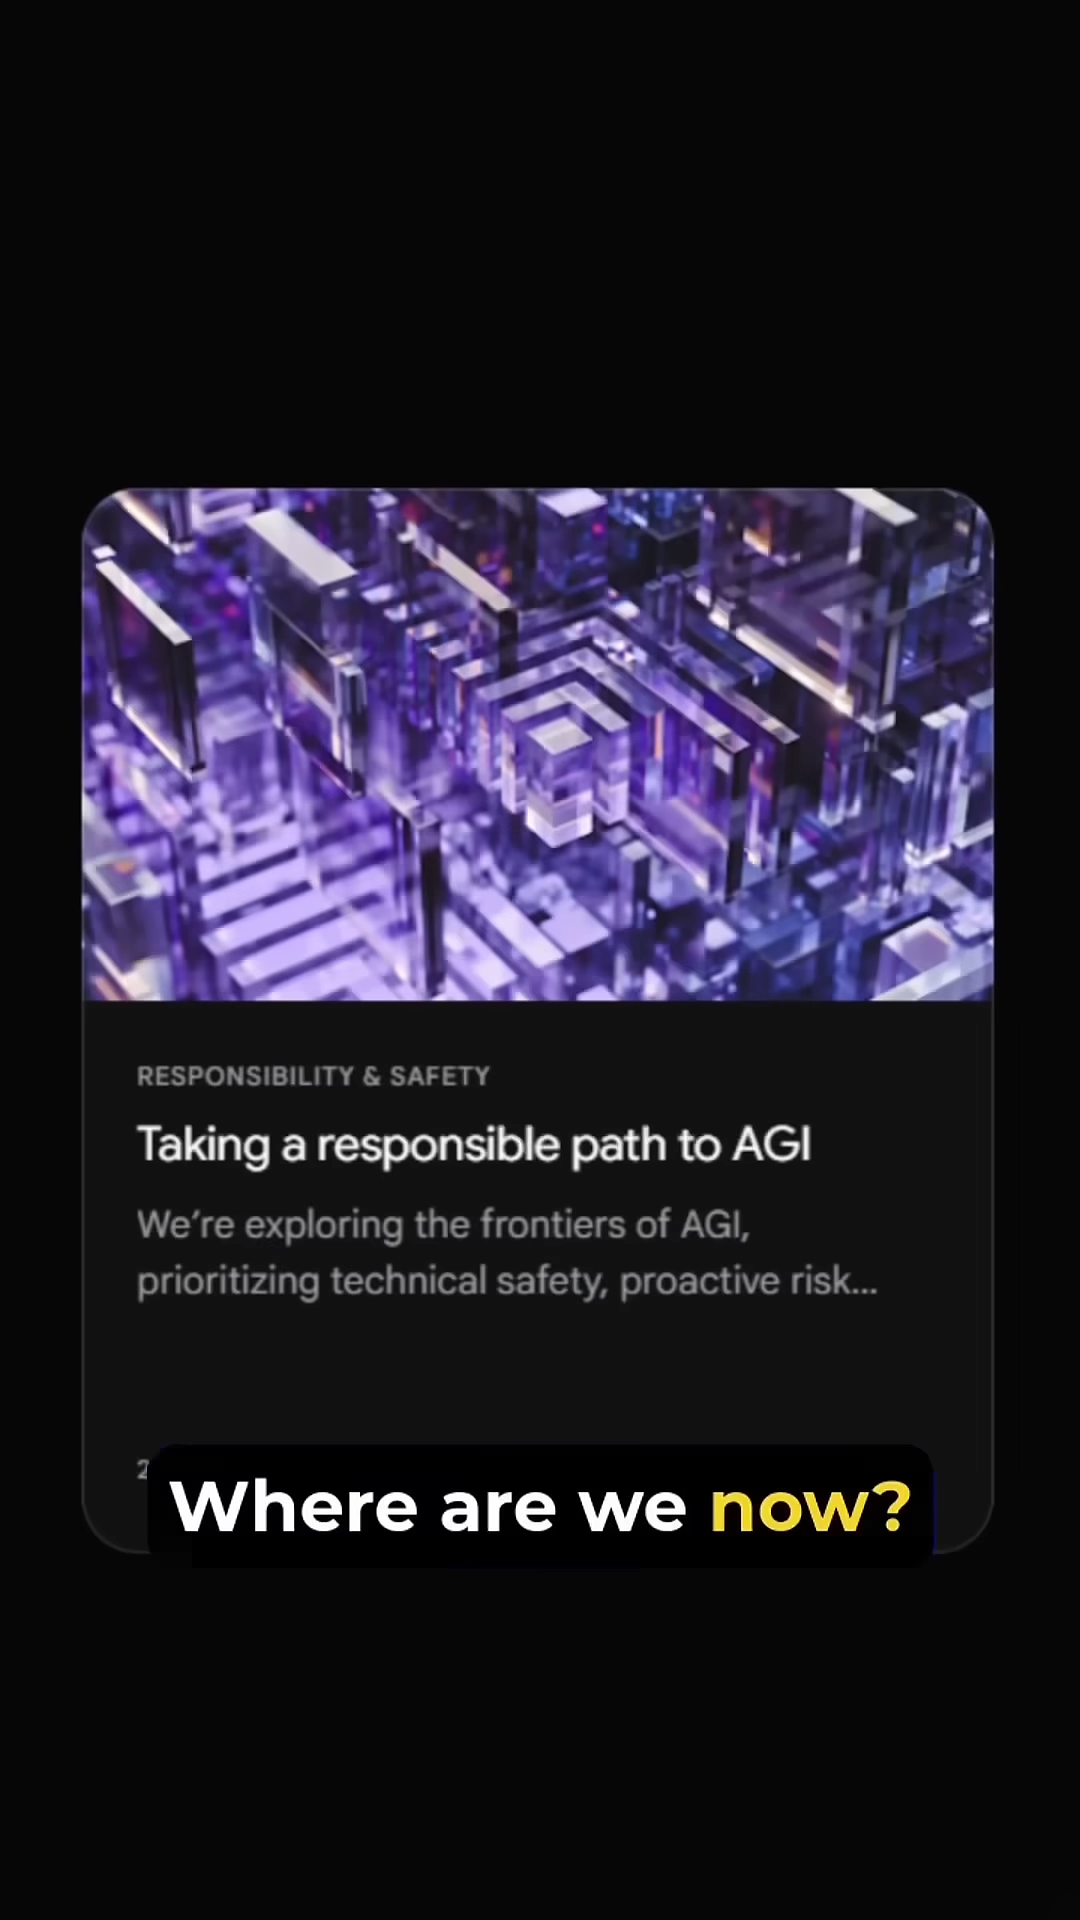 RESPONSIBILITY & SAFETY
Taking a responsible path to AGI
We’re exploring the frontiers of AGI,
prioritizing technical safety, proactive risk...
Where are we now?